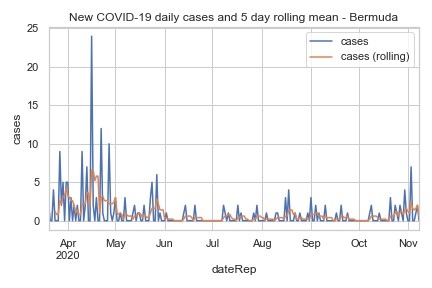 New COVID-19 daily cases and 5 day rolling mean - Bermuda
cases
cases (rolling)
25
20
15
10
5
0
cases
Apr May Jun Jul Aug Sep Oct Nov
2020
dateRep